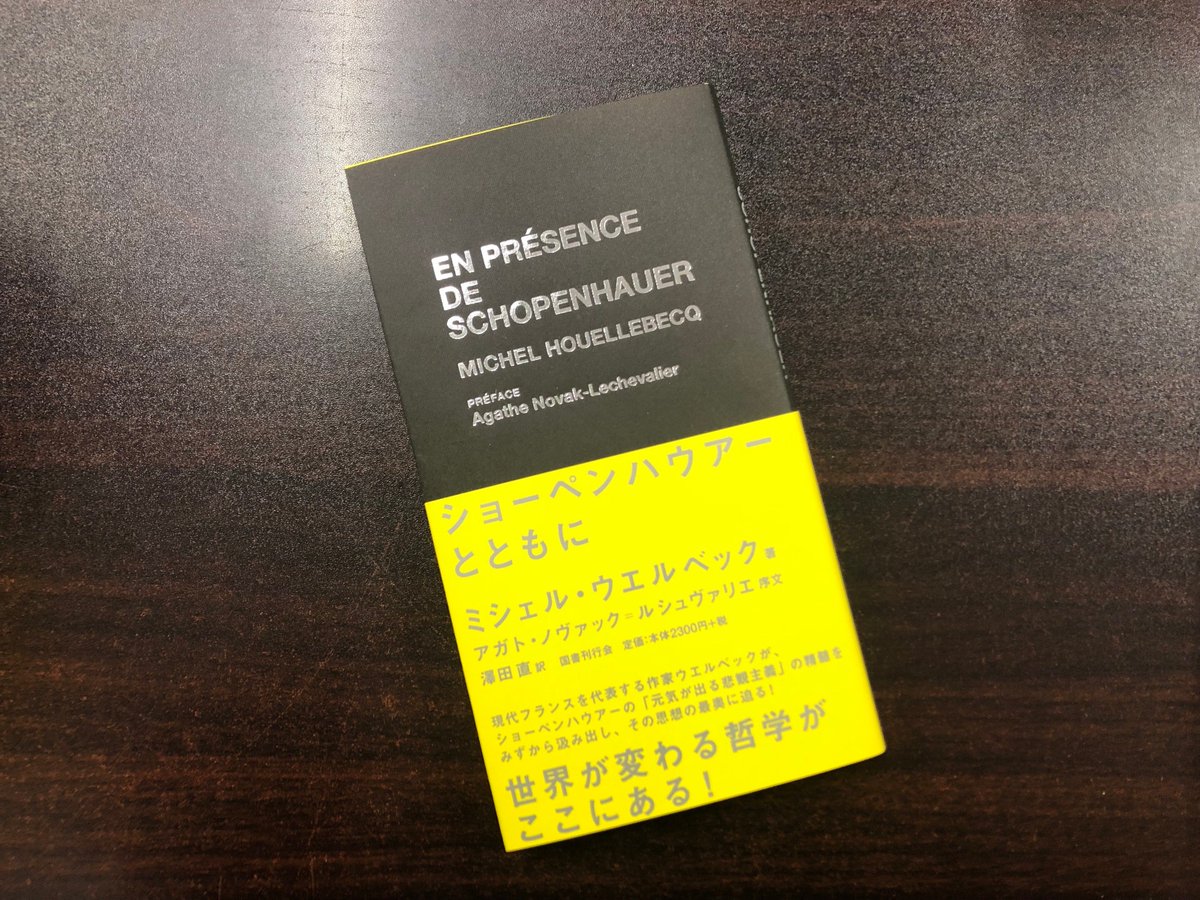 EN PRÉSENCE
DE
SCHOPENHAUER
MICHEL HOUELLEBECQ
PRÉFACE
Agathe Novak-Lechevalier
ショーペンハウアー
とともに
ミシェル・ウエルベック 著
アガト・ノヴァック=ルシュヴァリエ 序文
澤田直 訳 国書刊行会 定価:本体2300円+税
現代フランスを代表する作家ウエルベックが、
ショーペンハウアーの「元気が出る悲観主義」の精髄を
みずから汲み出し、その思想の最奥に迫る!
世界が変わる哲学が
ここにある!